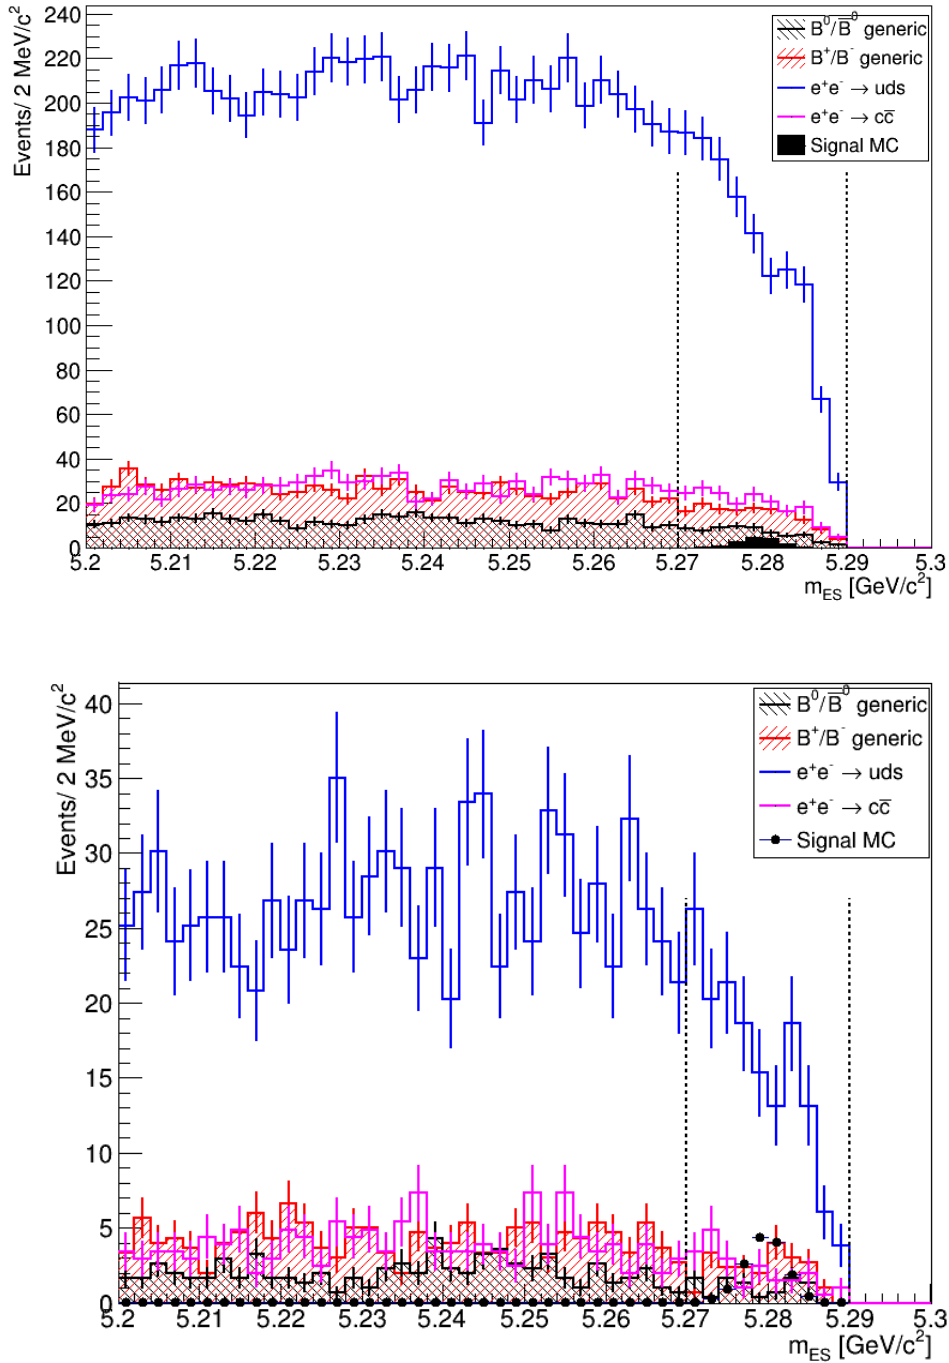 Events/ 2 MeV/c²
240
220
200
180
160
140
120
100
80
60
40
20
0
B⁰/B̅⁰ generic
B⁺/B⁻ generic
e⁺e⁻ → uds
e⁺e⁻ → cc̅
Signal MC
5.2 5.21 5.22 5.23 5.24 5.25 5.26 5.27 5.28 5.29 5.3
m_ES [GeV/c²]
Events/ 2 MeV/c²
40
35
30
25
20
15
10
5
0
B⁰/B̅⁰ generic
B⁺/B⁻ generic
e⁺e⁻ → uds
e⁺e⁻ → cc̅
Signal MC
5.2 5.21 5.22 5.23 5.24 5.25 5.26 5.27 5.28 5.29 5.3
m_ES [GeV/c²]